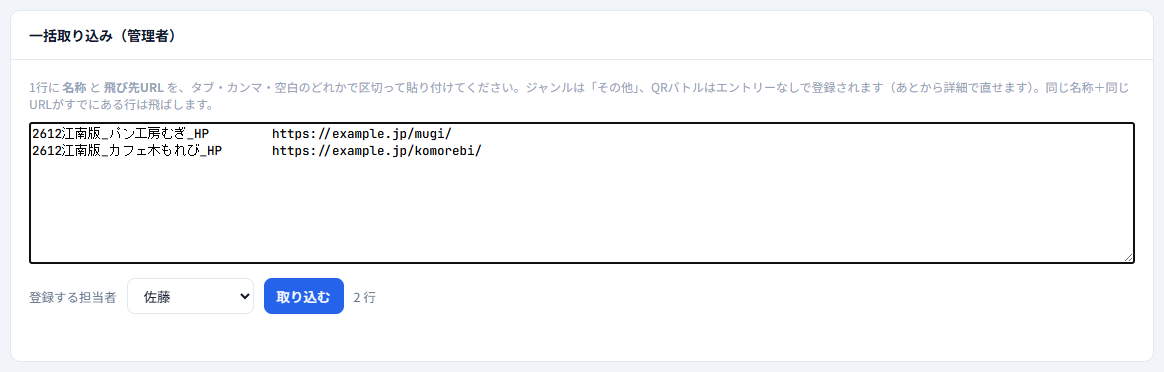 一括取り込み（管理者）
1行に 名称 と 飛び先URL を、タブ・カンマ・空白のどれかで区切って貼り付けてください。ジャンルは「その他」、QRバトルはエントリーなしで登録されます（あとから詳細で直せます）。同じ名称＋同じ
URLがすでにある行は飛ばします。
2612江南版_パン工房むぎ_HP	https://example.jp/mugi/
2612江南版_カフェ木もれび_HP	https://example.jp/komorebi/
登録する担当者 佐藤 取り込む 2 行